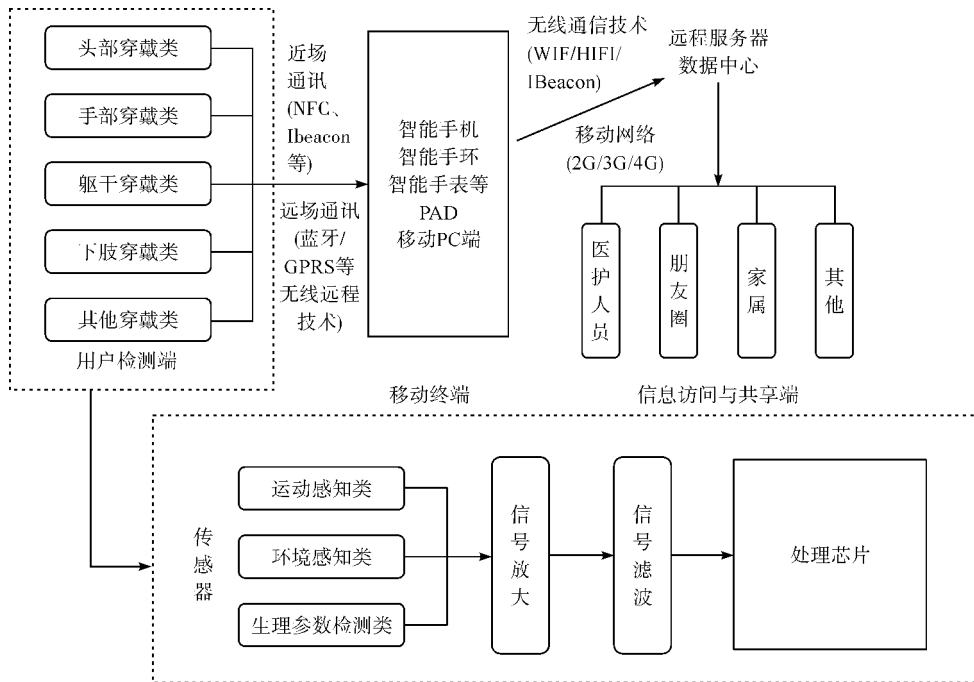 头部穿戴类
手部穿戴类
躯干穿戴类
下肢穿戴类
其他穿戴类
用户检测端
近场
通讯
(NFC、
Ibeacon
等)
远场通讯
(蓝牙/
GPRS等
无线远程
技术)
智能手机
智能手环
智能手表等
PAD
移动PC端
移动终端
无线通信技术
(WIF/HIFI/
IBeacon)
移动网络
(2G/3G/4G)
远程服务器
数据中心
医护人员
朋友圈
家属
其他
信息访问与共享端
传感器
运动感知类
环境感知类
生理参数检测类
信号放大
信号滤波
处理芯片